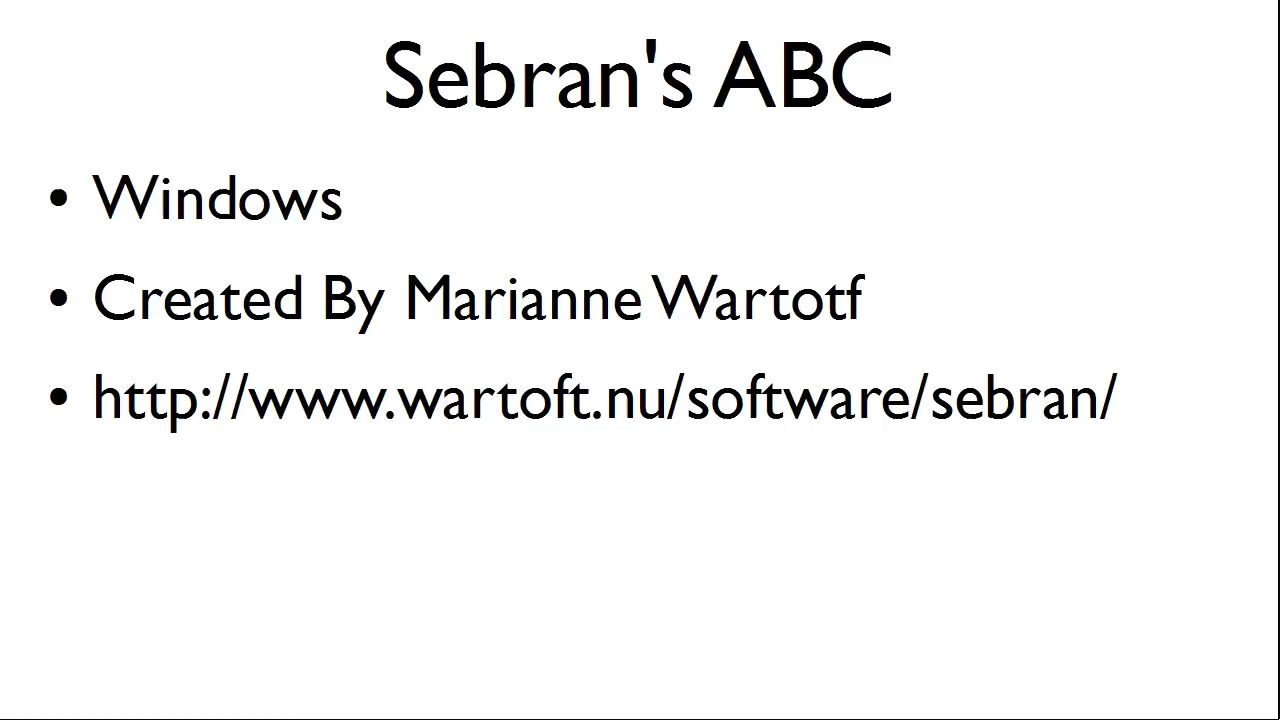 Sebran's ABC
• Windows
• Created By Marianne Wartotf
• http://www.wartoft.nu/software/sebran/